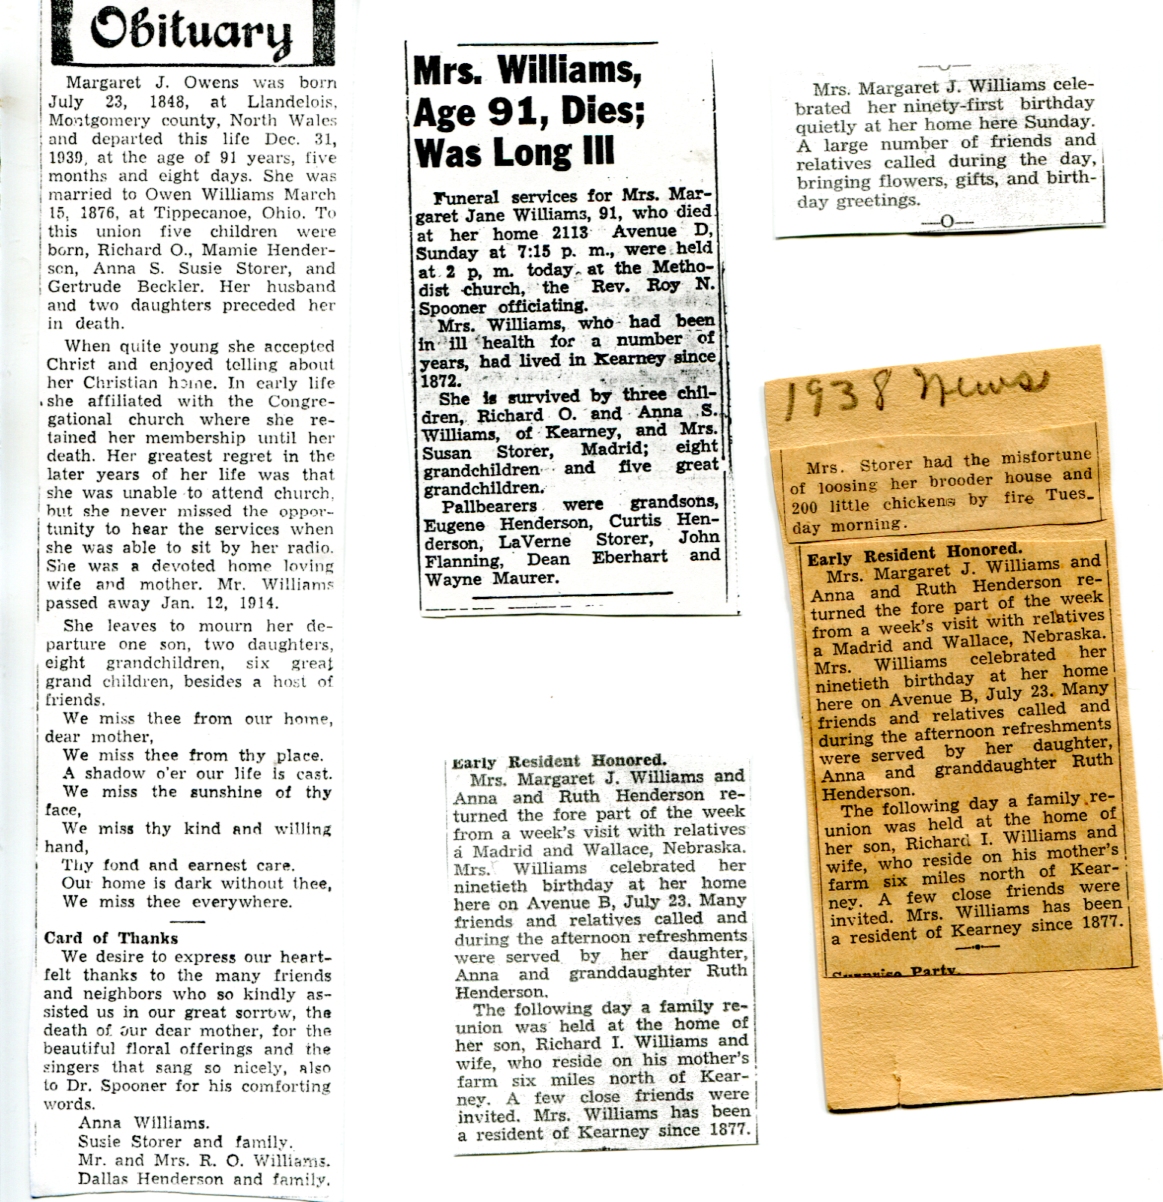 Obituary
Margaret J. Owens was born
July 23, 1848, at Llandelois,
Montgomery county, North Wales
and departed this life Dec. 31,
1939, at the age of 91 years, five
months and eight days. She was
married to Owen Williams March
15, 1876, at Tippecanoe, Ohio. To
this union five children were
born, Richard O., Mamie Hender-
son, Anna S. Susie Storer, and
Gertrude Beckler. Her husband
and two daughters preceded her
in death.
When quite young she accepted
Christ and enjoyed telling about
her Christian home. In early life
she affiliated with the Congre-
gational church where she re-
tained her membership until her
death. Her greatest regret in the
later years of her life was that
she was unable to attend church,
but she never missed the oppor-
tunity to hear the services when
she was able to sit by her radio.
She was a devoted home loving
wife and mother. Mr. Williams
passed away Jan. 12, 1914.
She leaves to mourn her de-
parture one son, two daughters,
eight grandchildren, six great
grand children, besides a host of
friends.
We miss thee from our home,
dear mother,
We miss thee from thy place.
A shadow o'er our life is cast.
We miss the sunshine of thy
face,
We miss thy kind and willing
hand,
Thy fond and earnest care.
Our home is dark without thee,
We miss thee everywhere.
Card of Thanks
We desire to express our heart-
felt thanks to the many friends
and neighbors who so kindly as-
sisted us in our great sorrow, the
death of our dear mother, for the
beautiful floral offerings and the
singers that sang so nicely, also
to Dr. Spooner for his comforting
words.
Anna Williams.
Susie Storer and family.
Mr. and Mrs. R. O. Williams.
Dallas Henderson and family.
Mrs. Williams,
Age 91, Dies;
Was Long Ill
Funeral services for Mrs. Mar-
garet Jane Williams, 91, who died
at her home 2113 Avenue D,
Sunday at 7:15 p. m., were held
at 2 p, m. today at the Metho-
dist church, the Rev. Roy N.
Spooner officiating.
Mrs. Williams, who had been
in ill health for a number of
years, had lived in Kearney since
1872.
She is survived by three chil-
dren, Richard O. and Anna S.
Williams, of Kearney, and Mrs.
Susan Storer, Madrid; eight
grandchildren and five great
grandchildren.
Pallbearers were grandsons,
Eugene Henderson, Curtis Hen-
derson, LaVerne Storer, John
Flanning, Dean Eberhart and
Wayne Maurer.
Early Resident Honored.
Mrs. Margaret J. Williams and
Anna and Ruth Henderson re-
turned the fore part of the week
from a week's visit with relatives
á Madrid and Wallace, Nebraska.
Mrs. Williams celebrated her
ninetieth birthday at her home
here on Avenue B, July 23. Many
friends and relatives called and
during the afternoon refreshments
were served by her daughter,
Anna and granddaughter Ruth
Henderson.
The following day a family re-
union was held at the home of
her son, Richard I. Williams and
wife, who reside on his mother's
farm six miles north of Kear-
ney. A few close friends were
invited. Mrs. Williams has been
a resident of Kearney since 1877.
Mrs. Margaret J. Williams cele-
brated her ninety-first birthday
quietly at her home here Sunday.
A large number of friends and
relatives called during the day,
bringing flowers, gifts, and birth-
day greetings.
O
1938 News
Mrs. Storer had the misfortune
of loosing her brooder house and
200 little chickens by fire Tues-
day morning.
Early Resident Honored.
Mrs. Margaret J. Williams and
Anna and Ruth Henderson re-
turned the fore part of the week
from a week's visit with relatives
a Madrid and Wallace, Nebraska.
Mrs. Williams celebrated her
ninetieth birthday at her home
here on Avenue B, July 23. Many
friends and relatives called and
during the afternoon refreshments
were served by her daughter,
Anna and granddaughter Ruth
Henderson.
The following day a family re-
union was held at the home of
her son, Richard I. Williams and
wife, who reside on his mother's
farm six miles north of Kear-
ney. A few close friends were
invited. Mrs. Williams has been
a resident of Kearney since 1877.
Surprise Party.